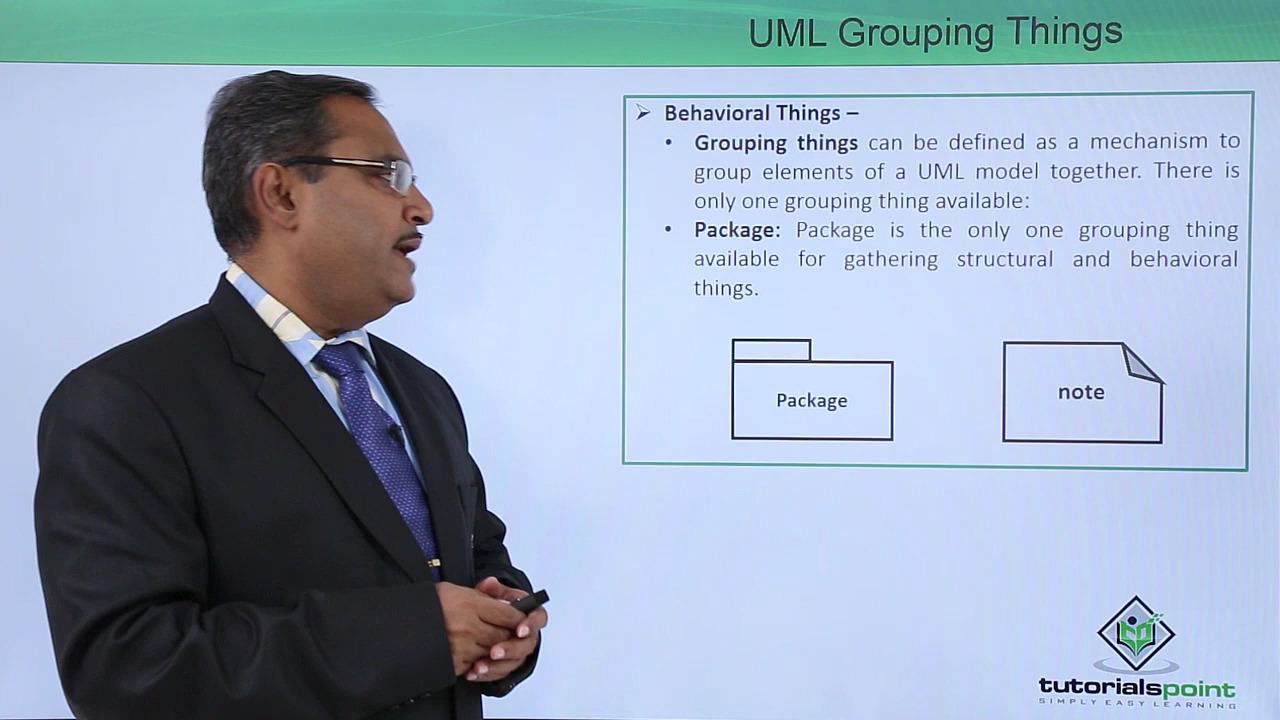 UML Grouping Things
Behavioral Things –
Grouping things can be defined as a mechanism to
group elements of a UML model together. There is
only one grouping thing available:
Package: Package is the only one grouping thing
available for gathering structural and behavioral
things.
Package
note
tutorialspoint
SIMPLY EASY LEARNING